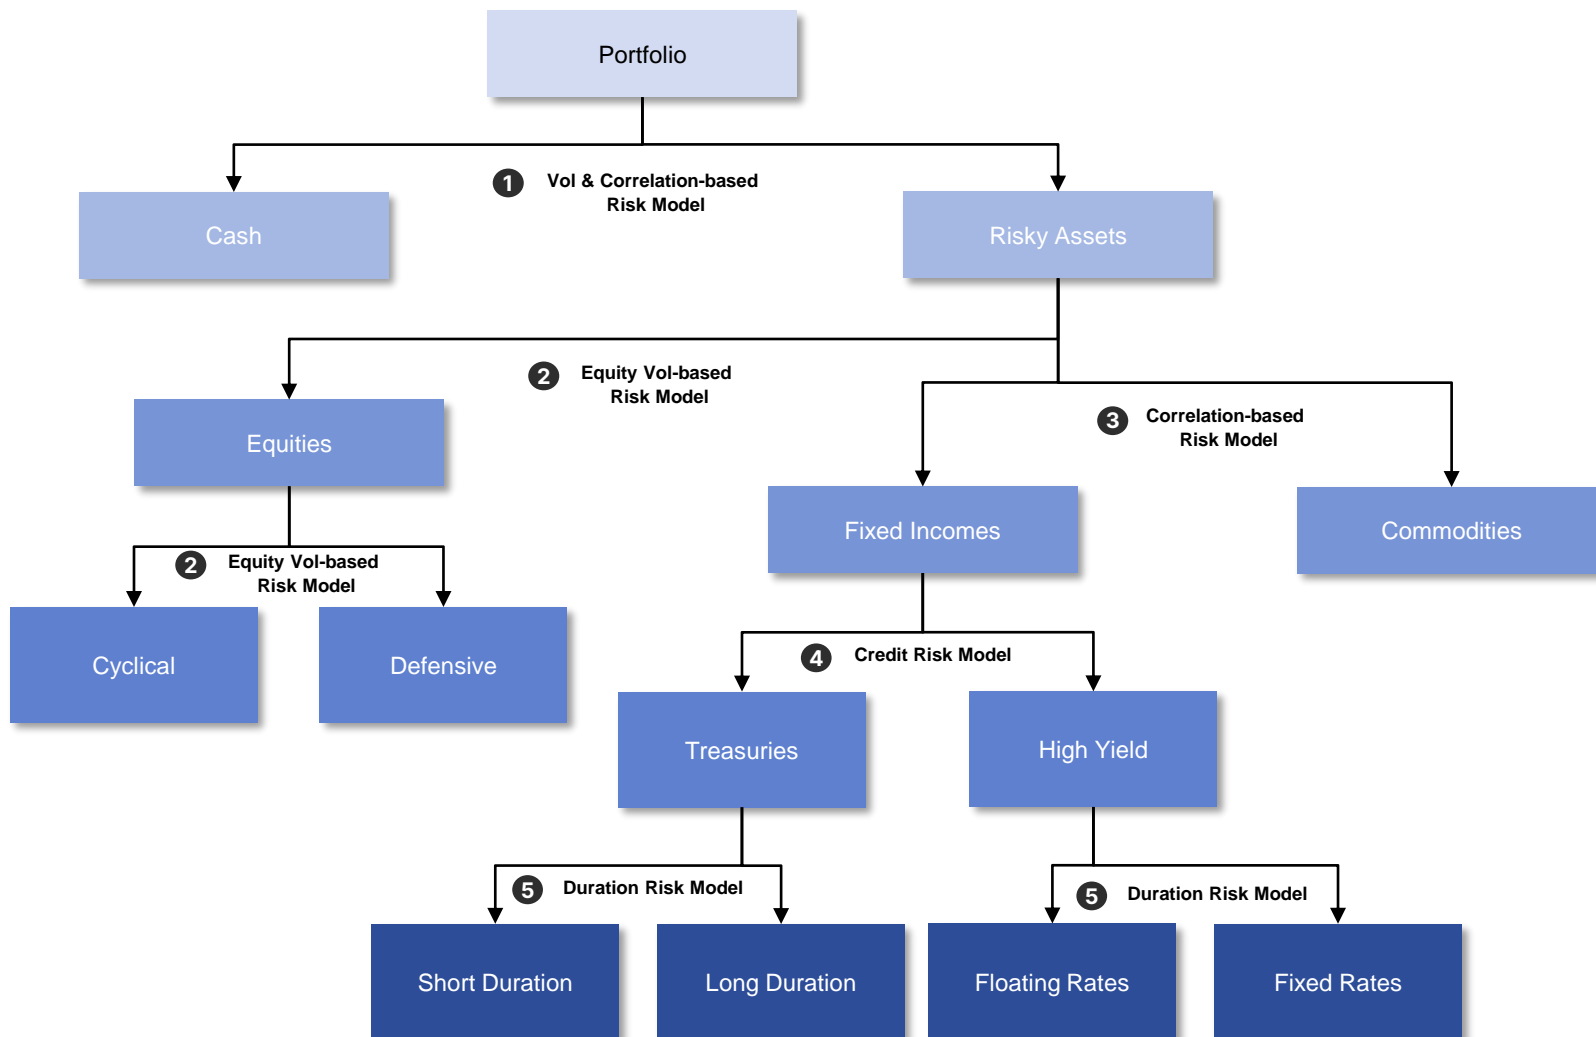 Portfolio
1 Vol & Correlation-based
Risk Model
Cash
Risky Assets
2 Equity Vol-based
Risk Model
3 Correlation-based
Risk Model
Equities
Fixed Incomes
Commodities
2 Equity Vol-based
Risk Model
Cyclical
Defensive
4 Credit Risk Model
Treasuries
High Yield
5 Duration Risk Model
5 Duration Risk Model
Short Duration
Long Duration
Floating Rates
Fixed Rates